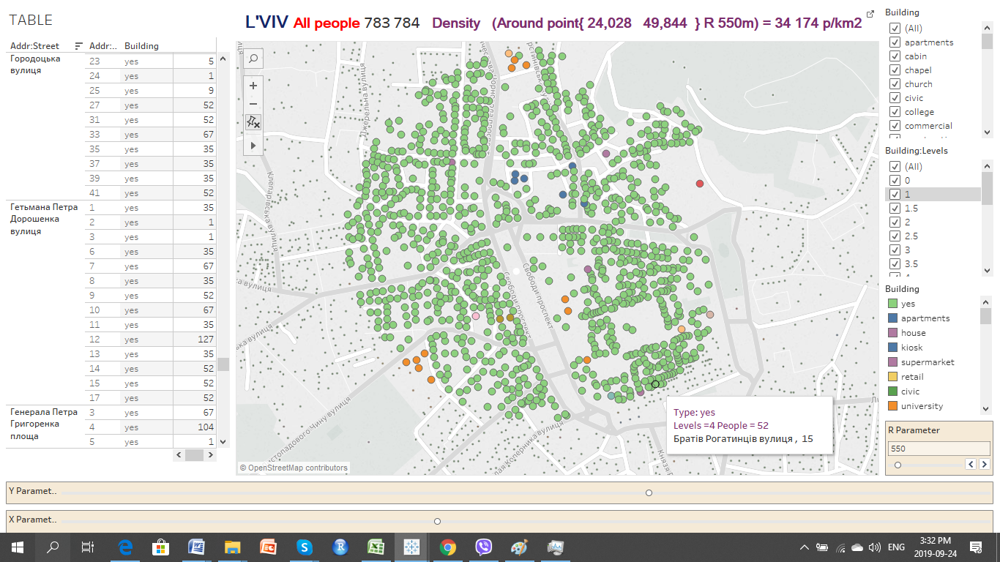 TABLE
L'VIV All people 783 784 Density (Around point{ 24,028 49,844 } R 550m) = 34 174 p/km2
Addr:Street Addr:.. Building
Городоцька
вулиця
23 yes 5
24 yes 1
25 yes 9
27 yes 52
31 yes 52
33 yes 67
35 yes 35
37 yes 35
39 yes 35
41 yes 52
Гетьмана Петра
Дорошенка
вулиця
1 yes 35
2 yes 1
3 yes 1
6 yes 35
7 yes 67
8 yes 35
9 yes 52
10 yes 67
11 yes 35
12 yes 127
13 yes 35
14 yes 52
15 yes 52
17 yes 52
Генерала Петра
Григоренка
площа
3 yes 67
4 yes 104
5 yes 1
Джерельна вулиця
Клепарівська вулиця
Свободи проспект
Свободи проспект
а вулиця
ька вулиця
стопадового Чину вулиця
лая Коперника вулиця
Type: yes
Levels =4 People = 52
Братів Рогатинців вулиця , 15
© OpenStreetMap contributors
Building
(All)
apartments
cabin
chapel
church
civic
college
commercial
Building:Levels
(All)
0
1
1.5
2
2.5
3
3.5
Building
yes
apartments
house
kiosk
supermarket
retail
civic
university
R Parameter
550
Y Paramet..
X Paramet..
ENG
3:32 PM
2019-09-24